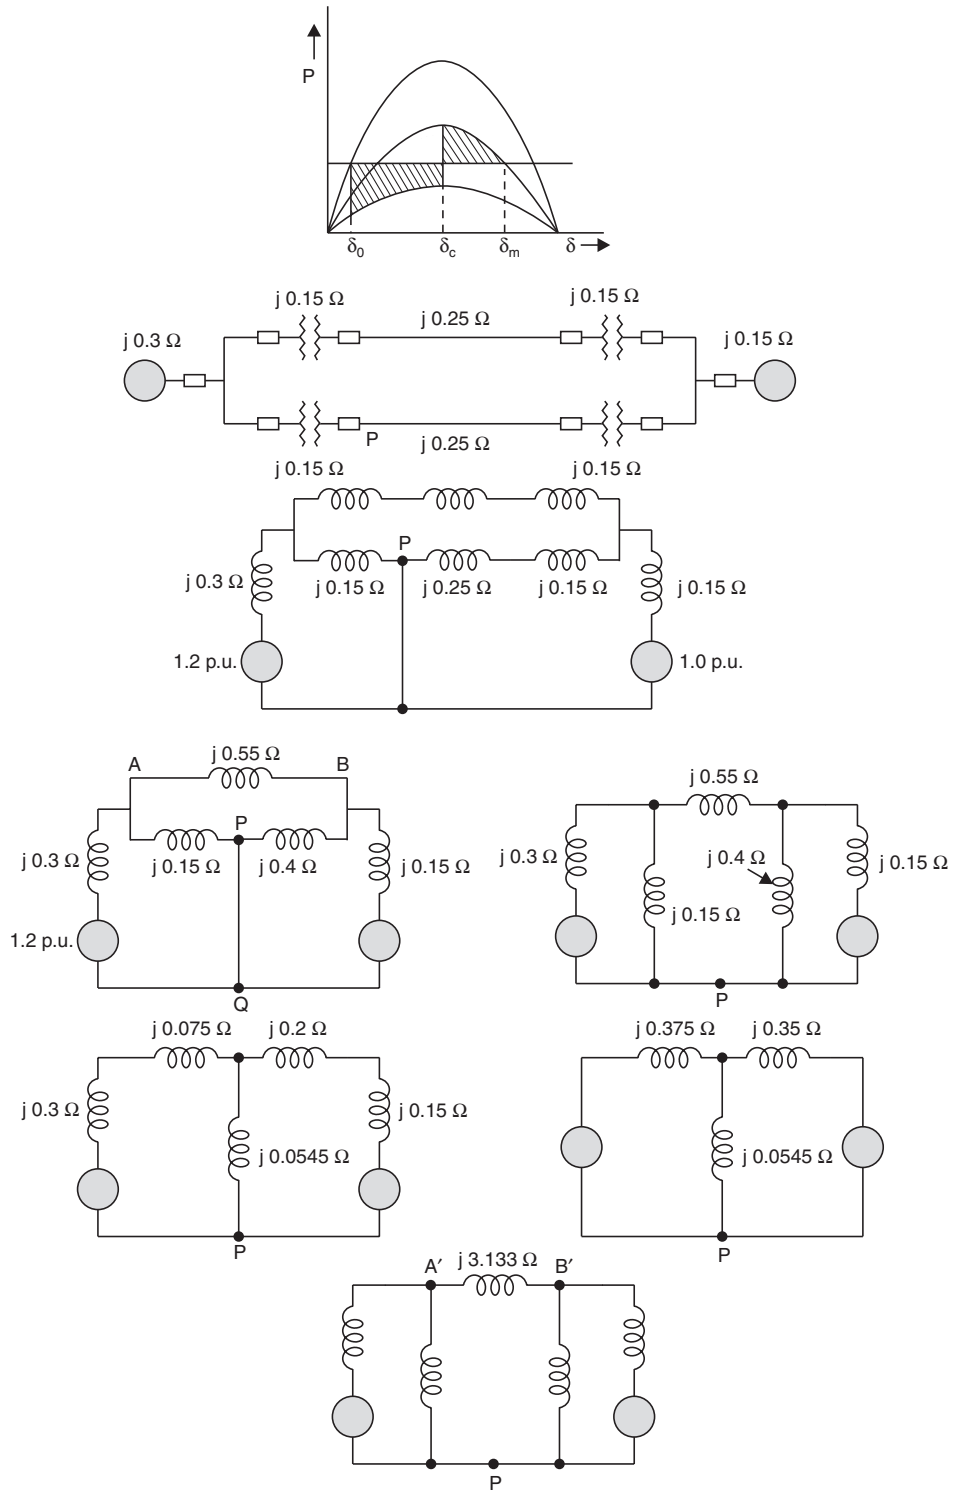 P
δ0 δc δm δ
j 0.15 Ω j 0.15 Ω
j 0.3 Ω j 0.25 Ω j 0.15 Ω
P j 0.25 Ω
j 0.15 Ω j 0.15 Ω
P
j 0.3 Ω j 0.15 Ω j 0.25 Ω j 0.15 Ω j 0.15 Ω
1.2 p.u. 1.0 p.u.
A j 0.55 Ω B
P
j 0.3 Ω j 0.15 Ω j 0.4 Ω j 0.15 Ω
1.2 p.u.
Q
j 0.55 Ω
j 0.3 Ω j 0.4 Ω j 0.15 Ω
j 0.15 Ω
P
j 0.075 Ω j 0.2 Ω
j 0.3 Ω j 0.15 Ω
j 0.0545 Ω
P
j 0.375 Ω j 0.35 Ω
j 0.0545 Ω
P
A′ j 3.133 Ω B′
P